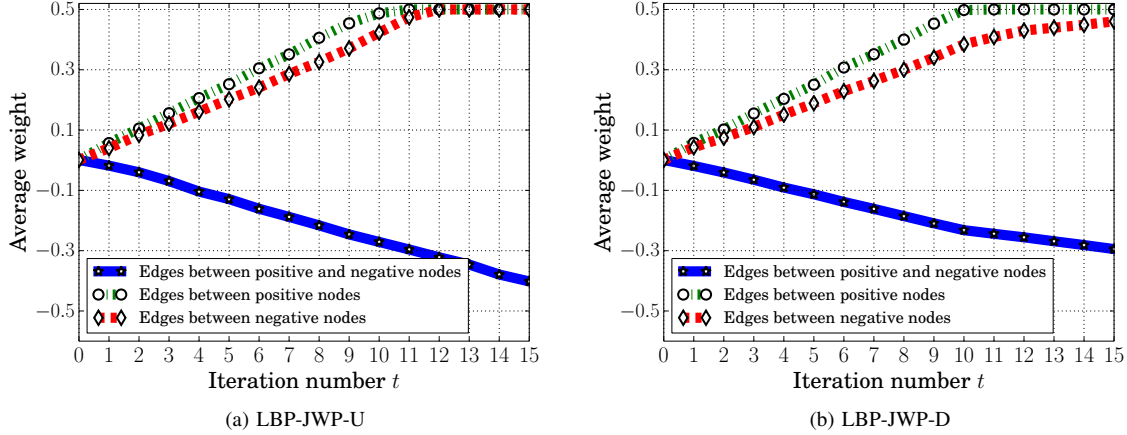 0.5
0.3
0.1
−0.1
−0.3
−0.5
Average weight
Edges between positive and negative nodes
Edges between positive nodes
Edges between negative nodes
0 1 2 3 4 5 6 7 8 9 10 11 12 13 14 15
Iteration number t
(a) LBP-JWP-U
0.5
0.3
0.1
−0.1
−0.3
−0.5
Average weight
Edges between positive and negative nodes
Edges between positive nodes
Edges between negative nodes
0 1 2 3 4 5 6 7 8 9 10 11 12 13 14 15
Iteration number t
(b) LBP-JWP-D